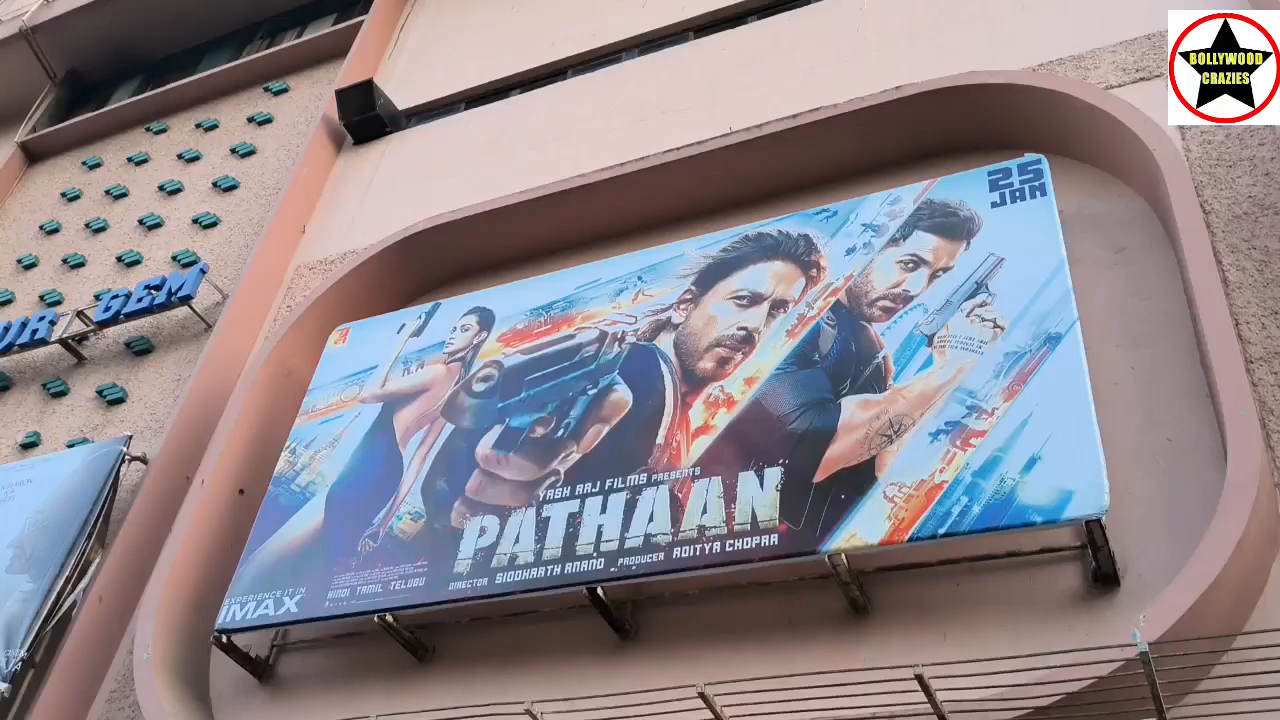 BOLLYWOOD
CRAZIES
25
JAN
GEM
YASH RAJ FILMS PRESENTS
PATHAAN
DIRECTOR SIDDHARTH ANAND PRODUCER ADITYA CHOPRA
EXPERIENCE IT IN
IMAX
HINDI TAMIL TELUGU